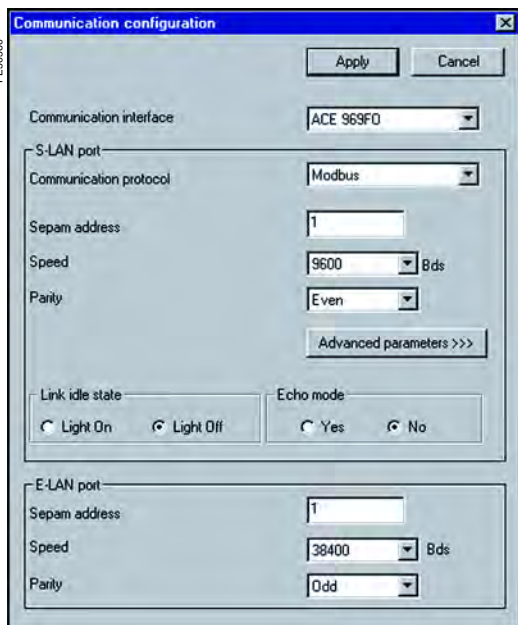 Communication configuration
Apply Cancel
Communication interface ACE 969FO
S-LAN port
Communication protocol Modbus
Sepam address 1
Speed 9600 Bds
Parity Even
Advanced parameters >>>
Link idle state Echo mode
Light On Light Off Yes No
E-LAN port
Sepam address 1
Speed 38400 Bds
Parity Odd